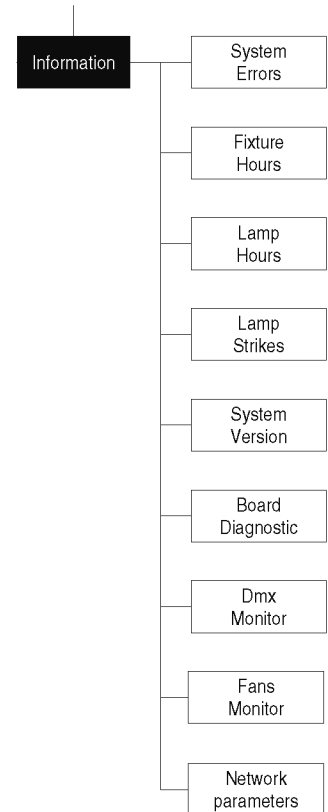 Information
System
Errors
Fixture
Hours
Lamp
Hours
Lamp
Strikes
System
Version
Board
Diagnostic
Dmx
Monitor
Fans
Monitor
Network
parameters